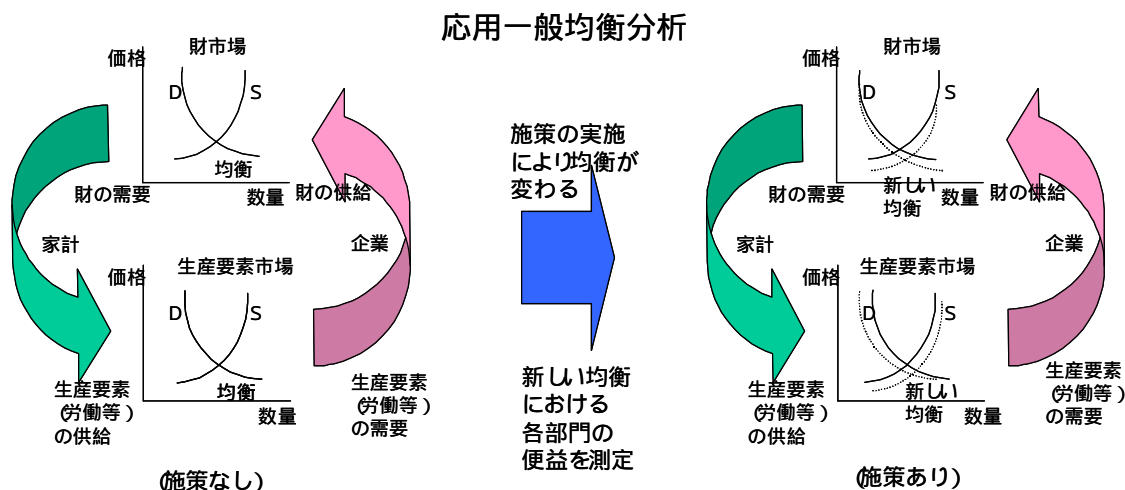 応用一般均衡分析
財市場
価格
D
S
均衡
数量
財の需要
財の供給
家計
企業
生産要素市場
価格
D
S
均衡
数量
生産要素
(労働等)
の供給
生産要素
(労働等)
の需要
(施策なし)
施策の実施
により均衡が
変わる
新しい均衡
における
各部門の
便益を測定
財市場
価格
D
S
新しい
均衡
数量
財の需要
財の供給
家計
企業
生産要素市場
価格
D
S
新しい
均衡
数量
生産要素
(労働等)
の供給
生産要素
(労働等)
の需要
(施策あり)